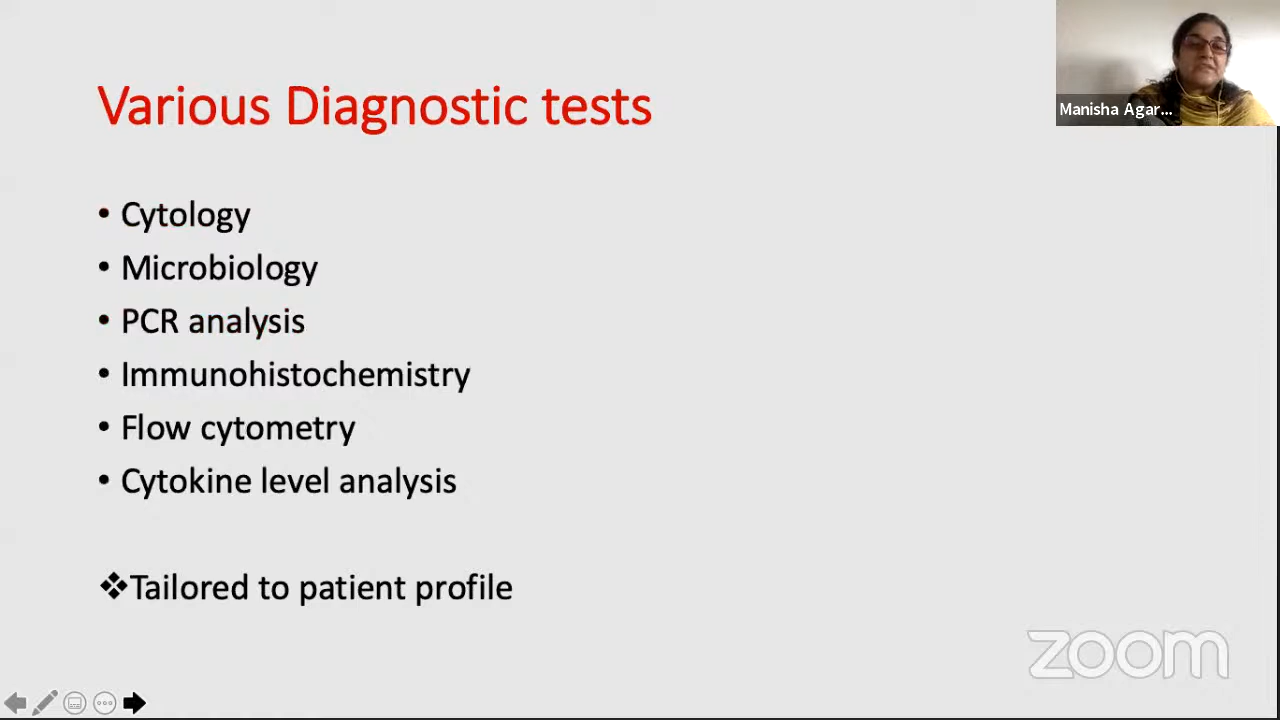 Various Diagnostic tests
Manisha Agar...
• Cytology
• Microbiology
• PCR analysis
• Immunohistochemistry
• Flow cytometry
• Cytokine level analysis
❖Tailored to patient profile
zoom